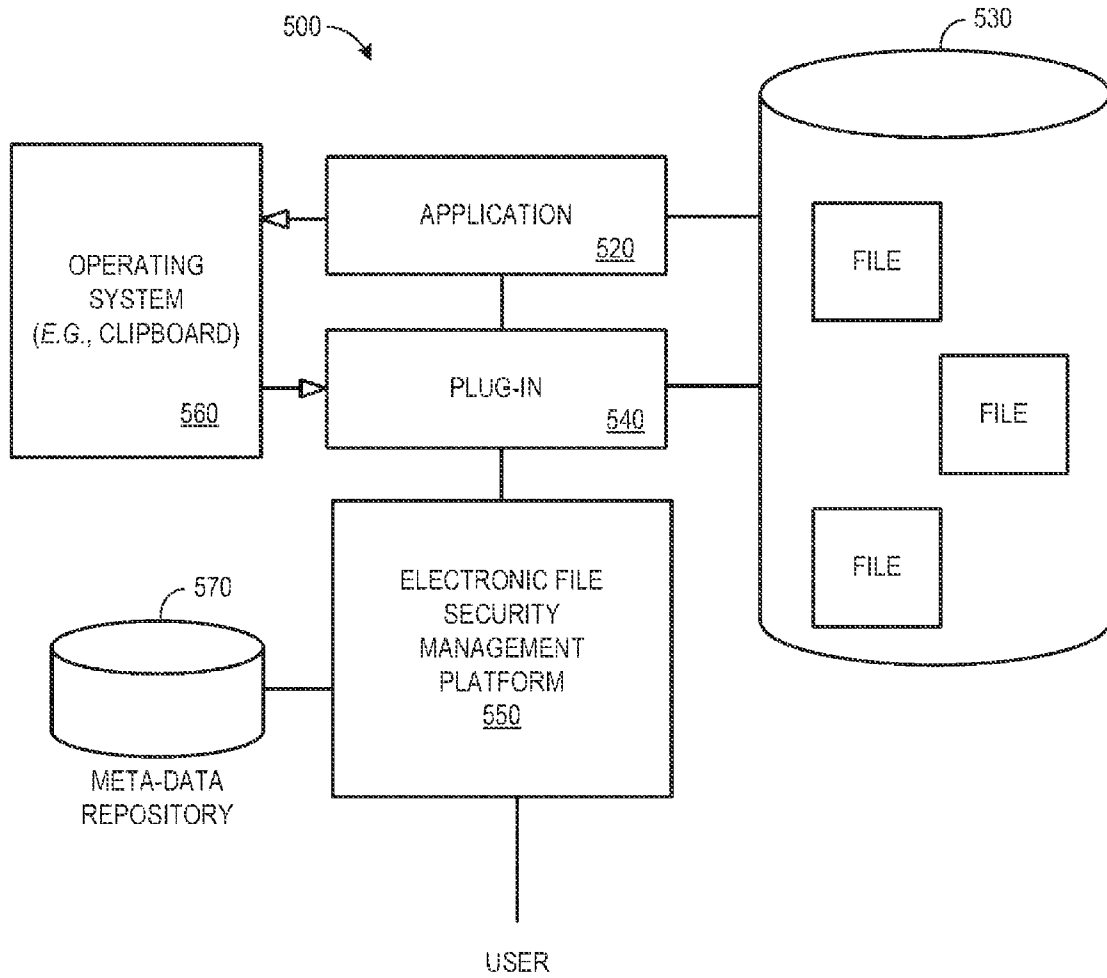 500
530
APPLICATION
520
FILE
OPERATING
SYSTEM
(E.G., CLIPBOARD)
560
PLUG-IN
540
FILE
FILE
ELECTRONIC FILE
SECURITY
MANAGEMENT
PLATFORM
550
570
META-DATA
REPOSITORY
USER